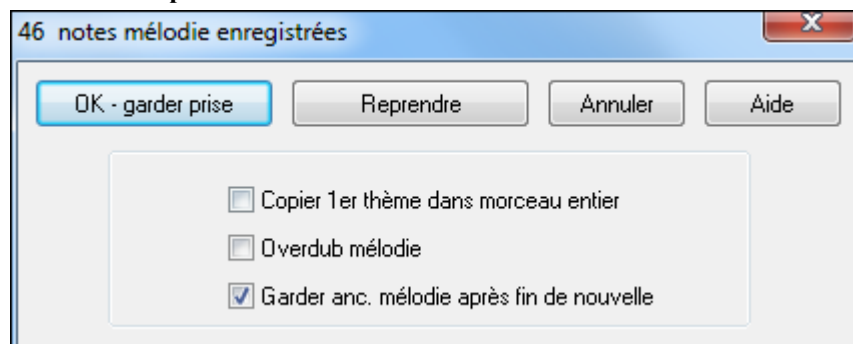 46 notes mélodie enregistrées
OK - garder prise Reprendre Annuler Aide
Copier 1er thème dans morceau entier
Overdub mélodie
Garder anc. mélodie après fin de nouvelle